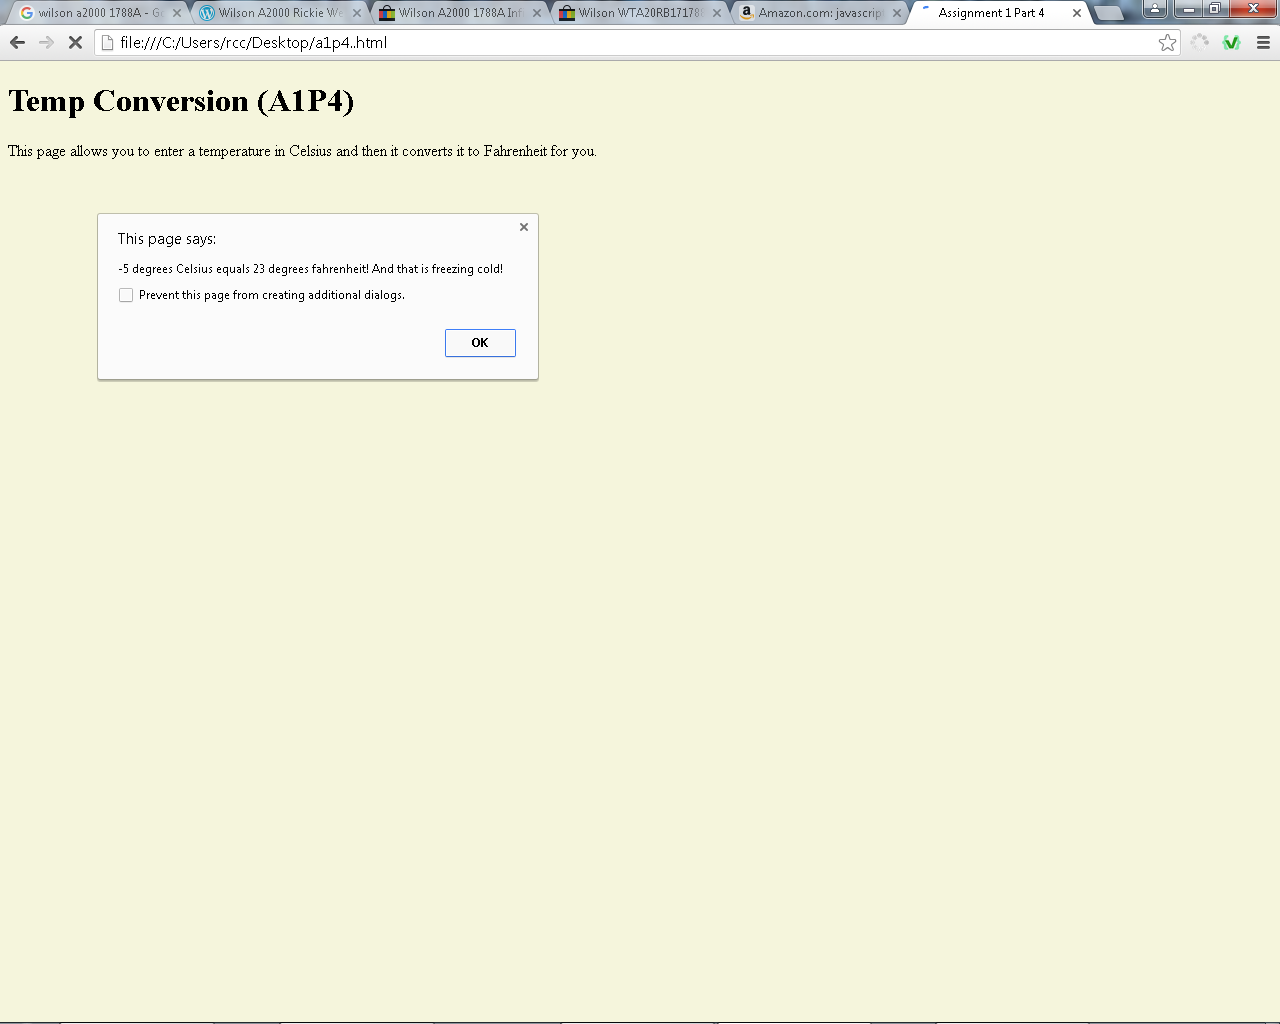 wilson a2000 1788A - Go
Wilson A2000 Rickie We
Wilson A2000 1788A Inf
Wilson WTA20RB171788
Amazon.com: javascrip
Assignment 1 Part 4
file:///C:/Users/rcc/Desktop/a1p4..html
Temp Conversion (A1P4)
This page allows you to enter a temperature in Celsius and then it converts it to Fahrenheit for you.
This page says:
-5 degrees Celsius equals 23 degrees fahrenheit! And that is freezing cold!
Prevent this page from creating additional dialogs.
OK